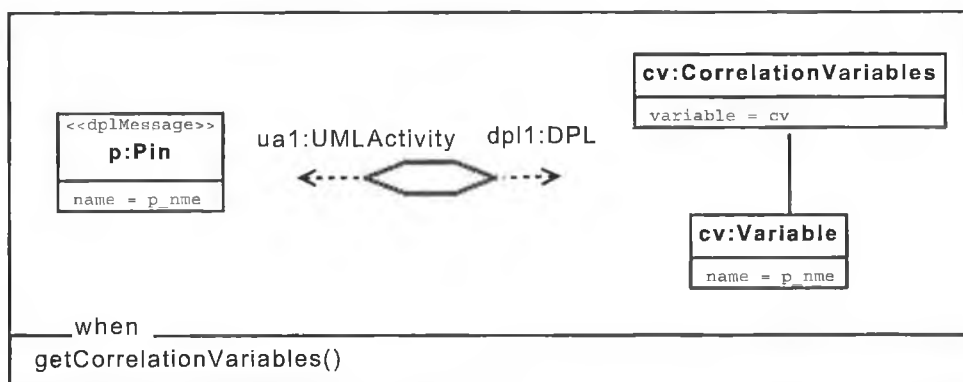 <<dplMessage>>
p:Pin
name = p_nme
ua1:UMLActivity
dpl1:DPL
cv:CorrelationVariables
variable = cv
cv:Variable
name = p_nme
when
getCorrelationVariables()